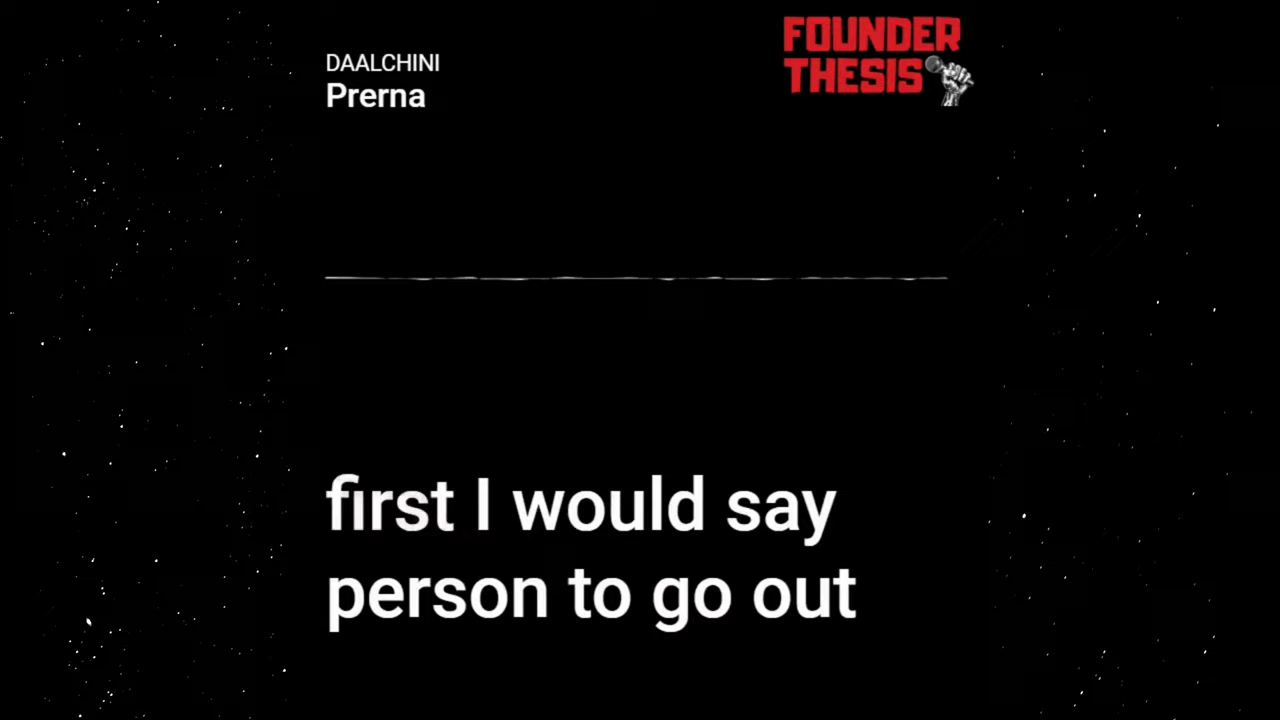 DAALCHINI
Prerna
FOUNDER
THESIS
first I would say
person to go out